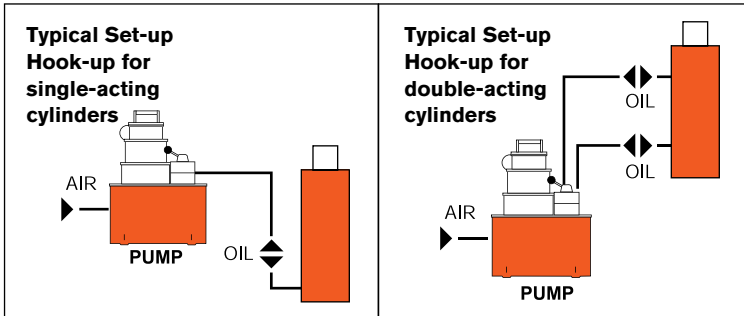 Typical Set-up
Hook-up for
single-acting
cylinders
AIR
OIL
PUMP
Typical Set-up
Hook-up for
double-acting
cylinders
OIL
OIL
AIR
PUMP